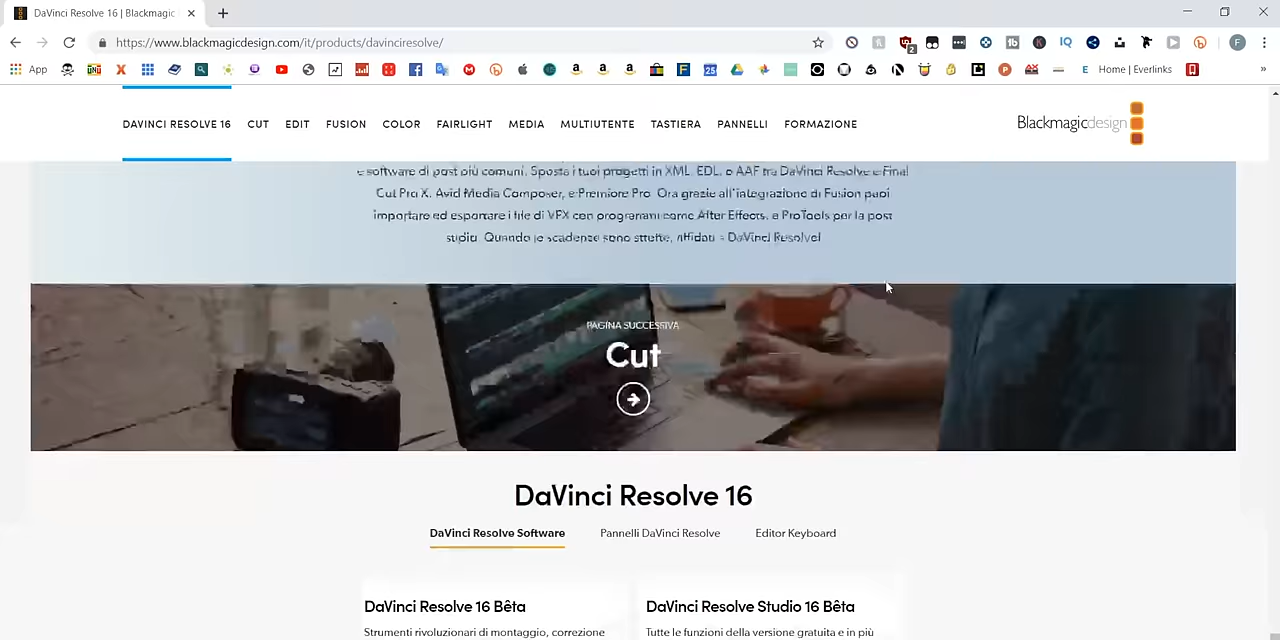 DaVinci Resolve 16 | Blackmagic
https://www.blackmagicdesign.com/it/products/davinciresolve/
App
Home | Everlinks
DAVINCI RESOLVE 16 CUT EDIT FUSION COLOR FAIRLIGHT MEDIA MULTIUTENTE TASTIERA PANNELLI FORMAZIONE
Blackmagicdesign
e software di post più comuni. Sposta i tuoi progetti in XML, EDL, o AAF tra DaVinci Resolve e Final
Cut Pro X, Avid Media Composer, e Premiere Pro. Ora grazie all'integrazione di Fusion puoi
importare ed esportare i file di VFX con programmi come After Effects, e ProTools per la post
studio. Quando le scadenze sono strette, affidati a DaVinci Resolve!
PAGINA SUCCESSIVA
Cut
DaVinci Resolve 16
DaVinci Resolve Software Pannelli DaVinci Resolve Editor Keyboard
DaVinci Resolve 16 Bêta
DaVinci Resolve Studio 16 Bêta
Strumenti rivoluzionari di montaggio, correzione
Tutte le funzioni della versione gratuita e in più